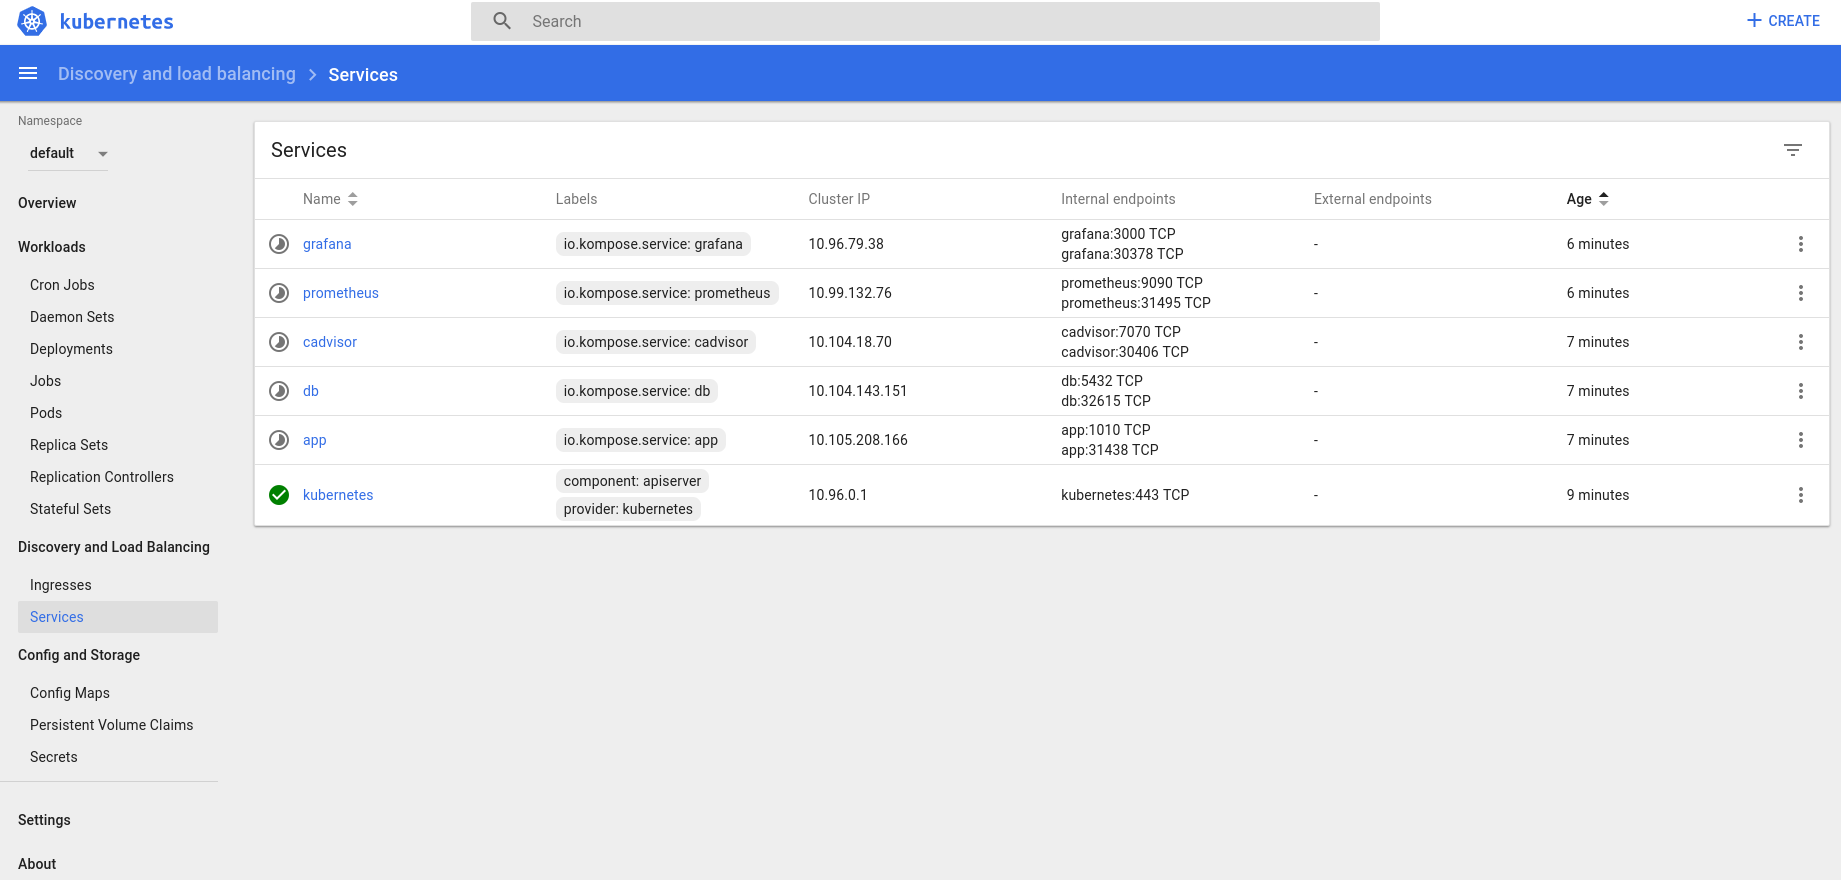 kubernetes
Search
CREATE
Discovery and load balancing > Services
Namespace
default
Overview
Workloads
Cron Jobs
Daemon Sets
Deployments
Jobs
Pods
Replica Sets
Replication Controllers
Stateful Sets
Discovery and Load Balancing
Ingresses
Services
Config and Storage
Config Maps
Persistent Volume Claims
Secrets
Settings
About
Services
Name Labels Cluster IP Internal endpoints External endpoints Age
grafana io.kompose.service: grafana 10.96.79.38 grafana:3000 TCP - 6 minutes
grafana:30378 TCP
prometheus io.kompose.service: prometheus 10.99.132.76 prometheus:9090 TCP - 6 minutes
prometheus:31495 TCP
cadvisor io.kompose.service: cadvisor 10.104.18.70 cadvisor:7070 TCP - 7 minutes
cadvisor:30406 TCP
db io.kompose.service: db 10.104.143.151 db:5432 TCP - 7 minutes
db:32615 TCP
app io.kompose.service: app 10.105.208.166 app:1010 TCP - 7 minutes
app:31438 TCP
kubernetes component: apiserver 10.96.0.1 kubernetes:443 TCP - 9 minutes
provider: kubernetes